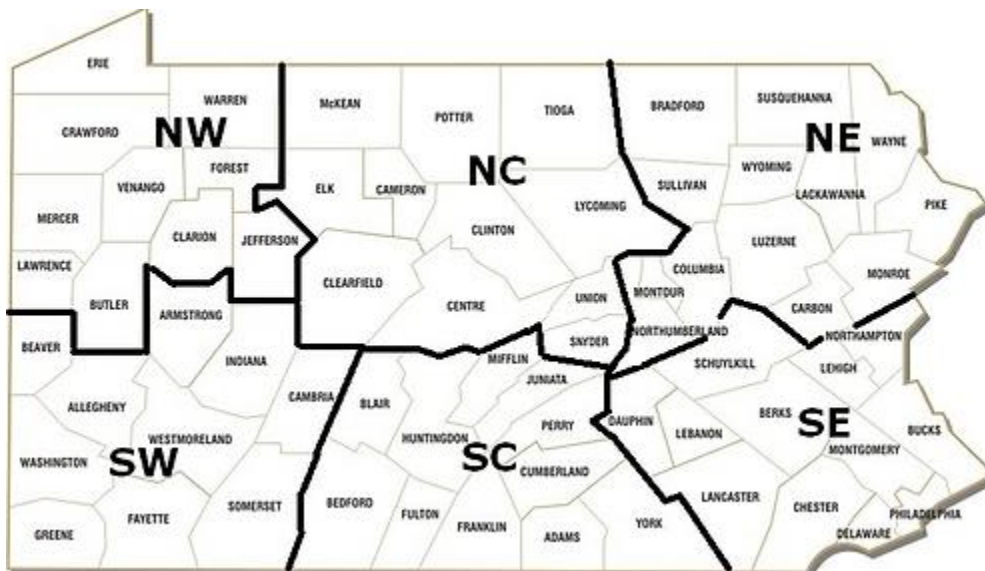 ERIE
WARREN
McKEAN
POTTER
TIOGA
BRADFORD
SUSQUEHANNA
CRAWFORD
NW
NC
NE
WAYNE
VENANGO
FOREST
ELK
CAMERON
WYOMING
LACKAWANNA
SULLIVAN
PIKE
MERCER
CLARION
JEFFERSON
CLINTON
LYCOMING
LUZERNE
LAWRENCE
BUTLER
CLEARFIELD
CENTRE
UNION
MONTOUR
COLUMBIA
MONROE
CARBON
BEAVER
ARMSTRONG
INDIANA
SNYDER
NORTHUMBERLAND
NORTHAMPTON
MIFFLIN
JUNIATA
SCHUYLKILL
LEHIGH
ALLEGHENY
CAMBRIA
BLAIR
HUNTINGDON
PERRY
DAUPHIN
LEBANON
BERKS
SE
BUCKS
WESTMORELAND
MONTGOMERY
WASHINGTON
SW
SC
CUMBERLAND
GREENE
FAYETTE
SOMERSET
BEDFORD
FULTON
FRANKLIN
ADAMS
YORK
LANCASTER
CHESTER
DELAWARE
PHILADELPHIA